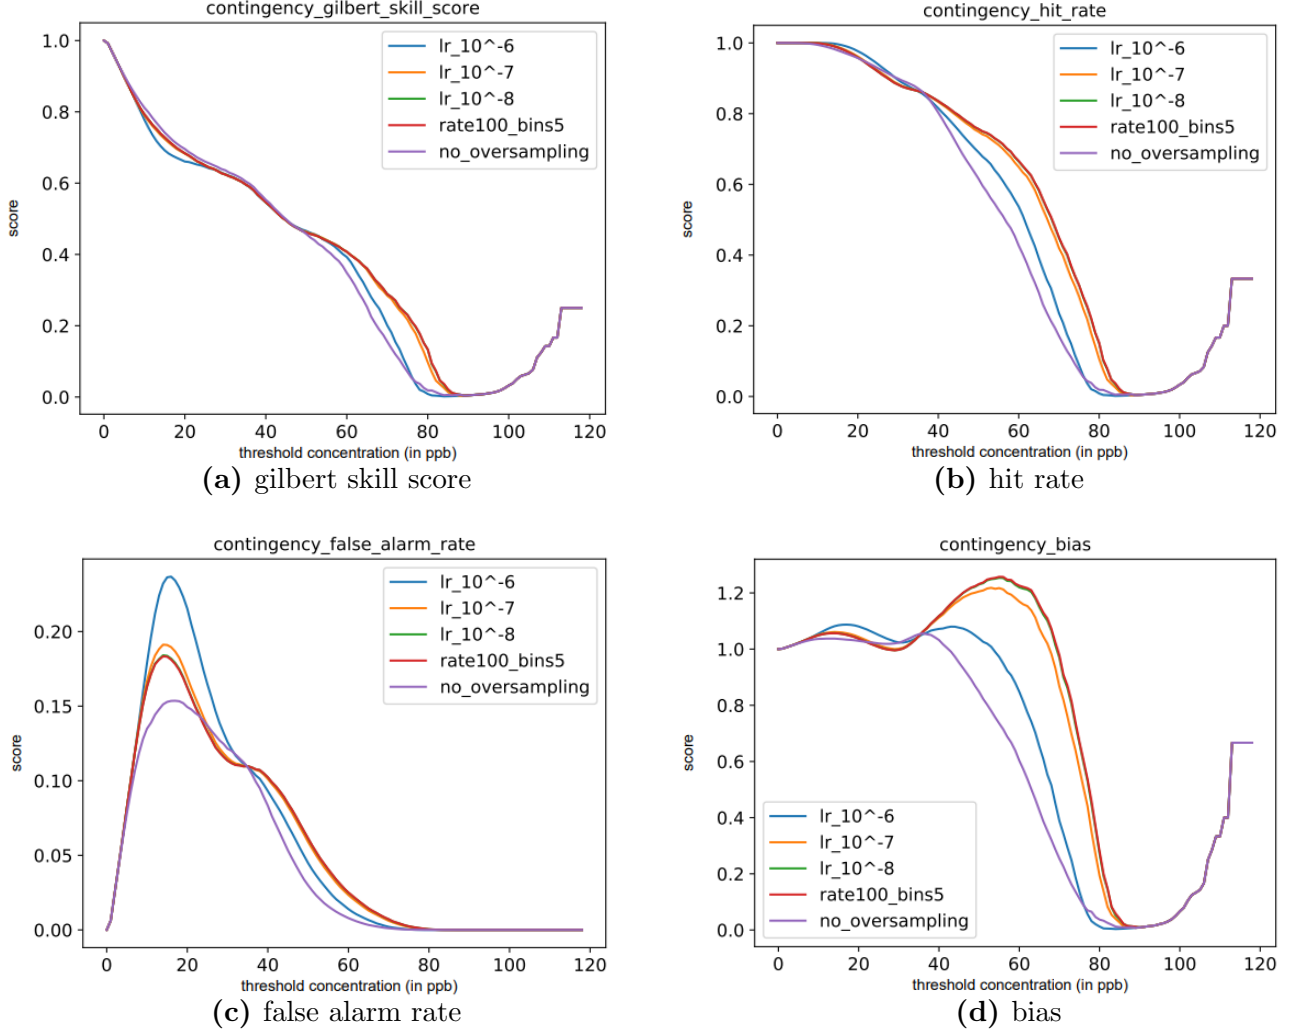 contingency_gilbert_skill_score
1.0
0.8
0.6
0.4
0.2
0.0
score
lr_10^-6
lr_10^-7
lr_10^-8
rate100_bins5
no_oversampling
0 20 40 60 80 100 120
threshold concentration (in ppb)
(a) gilbert skill score
contingency_hit_rate
1.0
0.8
0.6
0.4
0.2
0.0
score
lr_10^-6
lr_10^-7
lr_10^-8
rate100_bins5
no_oversampling
0 20 40 60 80 100 120
threshold concentration (in ppb)
(b) hit rate
contingency_false_alarm_rate
0.20
0.15
0.10
0.05
0.00
score
lr_10^-6
lr_10^-7
lr_10^-8
rate100_bins5
no_oversampling
0 20 40 60 80 100 120
threshold concentration (in ppb)
(c) false alarm rate
contingency_bias
1.2
1.0
0.8
0.6
0.4
0.2
0.0
score
lr_10^-6
lr_10^-7
lr_10^-8
rate100_bins5
no_oversampling
0 20 40 60 80 100 120
threshold concentration (in ppb)
(d) bias